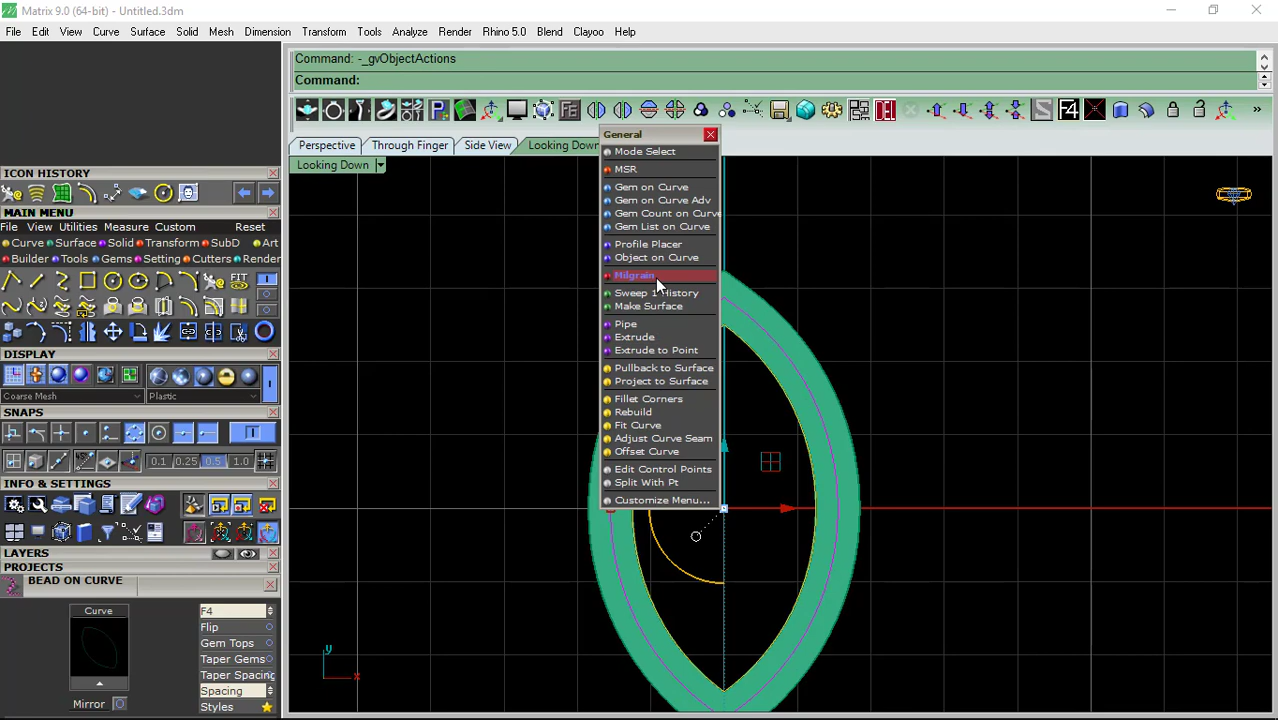 Matrix 9.0 (64-bit) - Untitled.3dm
File Edit View Curve Surface Solid Mesh Dimension Transform Tools Analyze Render Rhino 5.0 Blend Clayoo Help
Command: -_gvObjectActions
Command:
General
Mode Select
MSR
Gem on Curve
Gem on Curve Adv
Gem Count on Curve
Gem List on Curve
Profile Placer
Object on Curve
Milgrain
Sweep 1 History
Make Surface
Pipe
Extrude
Extrude to Point
Pullback to Surface
Project to Surface
Fillet Corners
Rebuild
Fit Curve
Adjust Curve Seam
Offset Curve
Edit Control Points
Split With Pt
Customize Menu...
Perspective Through Finger Side View Looking Down
Looking Down
ICON HISTORY
MAIN MENU
File View Utilities Measure Custom Reset
Curve Surface Solid Transform SubD Art
Builder Tools Gems Setting Cutters Render
FIT
DISPLAY
Coarse Mesh Plastic
SNAPS
0.1 0.25 0.5 1.0
INFO & SETTINGS
LAYERS
PROJECTS
BEAD ON CURVE
Curve
Mirror
F4
Flip
Gem Tops
Taper Gems
Taper Spacing
Spacing
Styles
F4
y
x